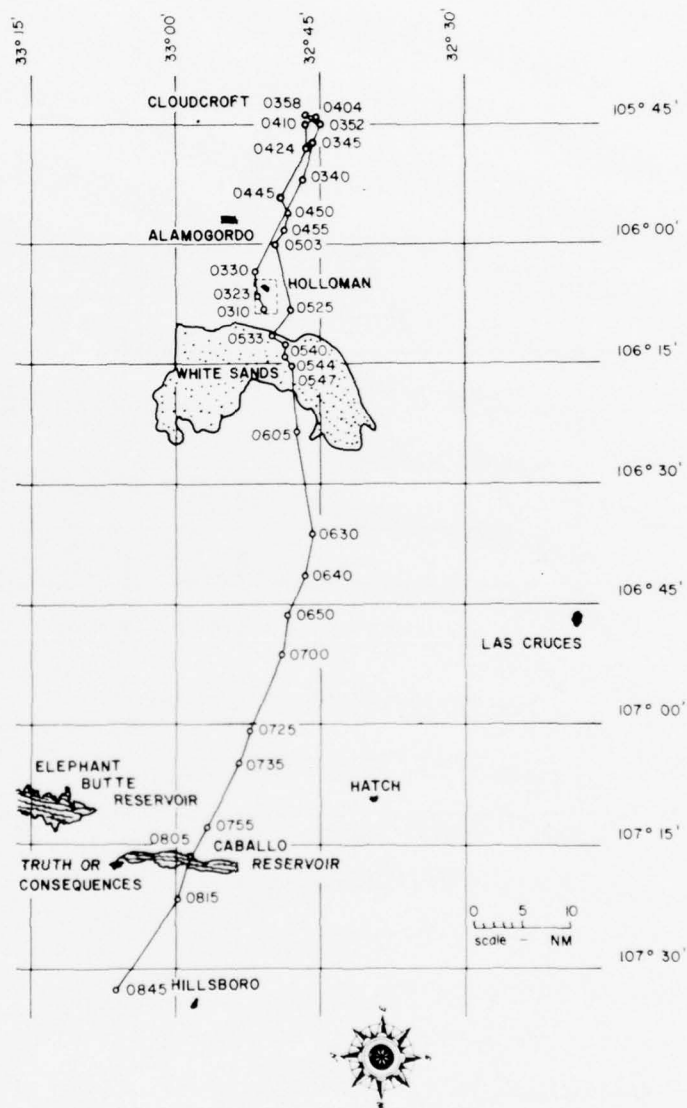 33° 15'
33° 00'
32° 45'
32° 30'
CLOUDCROFT
0358
0404
105° 45'
0410
0352
0424
0345
0340
0445
0450
0455
ALAMOGORDO
0503
106° 00'
0330
HOLLOMAN
0323
0310
0525
0533
0540
0544
106° 15'
WHITE SANDS
0547
0605
106° 30'
0630
0640
106° 45'
0650
LAS CRUCES
0700
107° 00'
0725
0735
ELEPHANT
BUTTE
RESERVOIR
HATCH
0755
107° 15'
0805
CABALLO
RESERVOIR
TRUTH OR
CONSEQUENCES
0815
0 5 10
scale - NM
107° 30'
0845
HILLSBORO